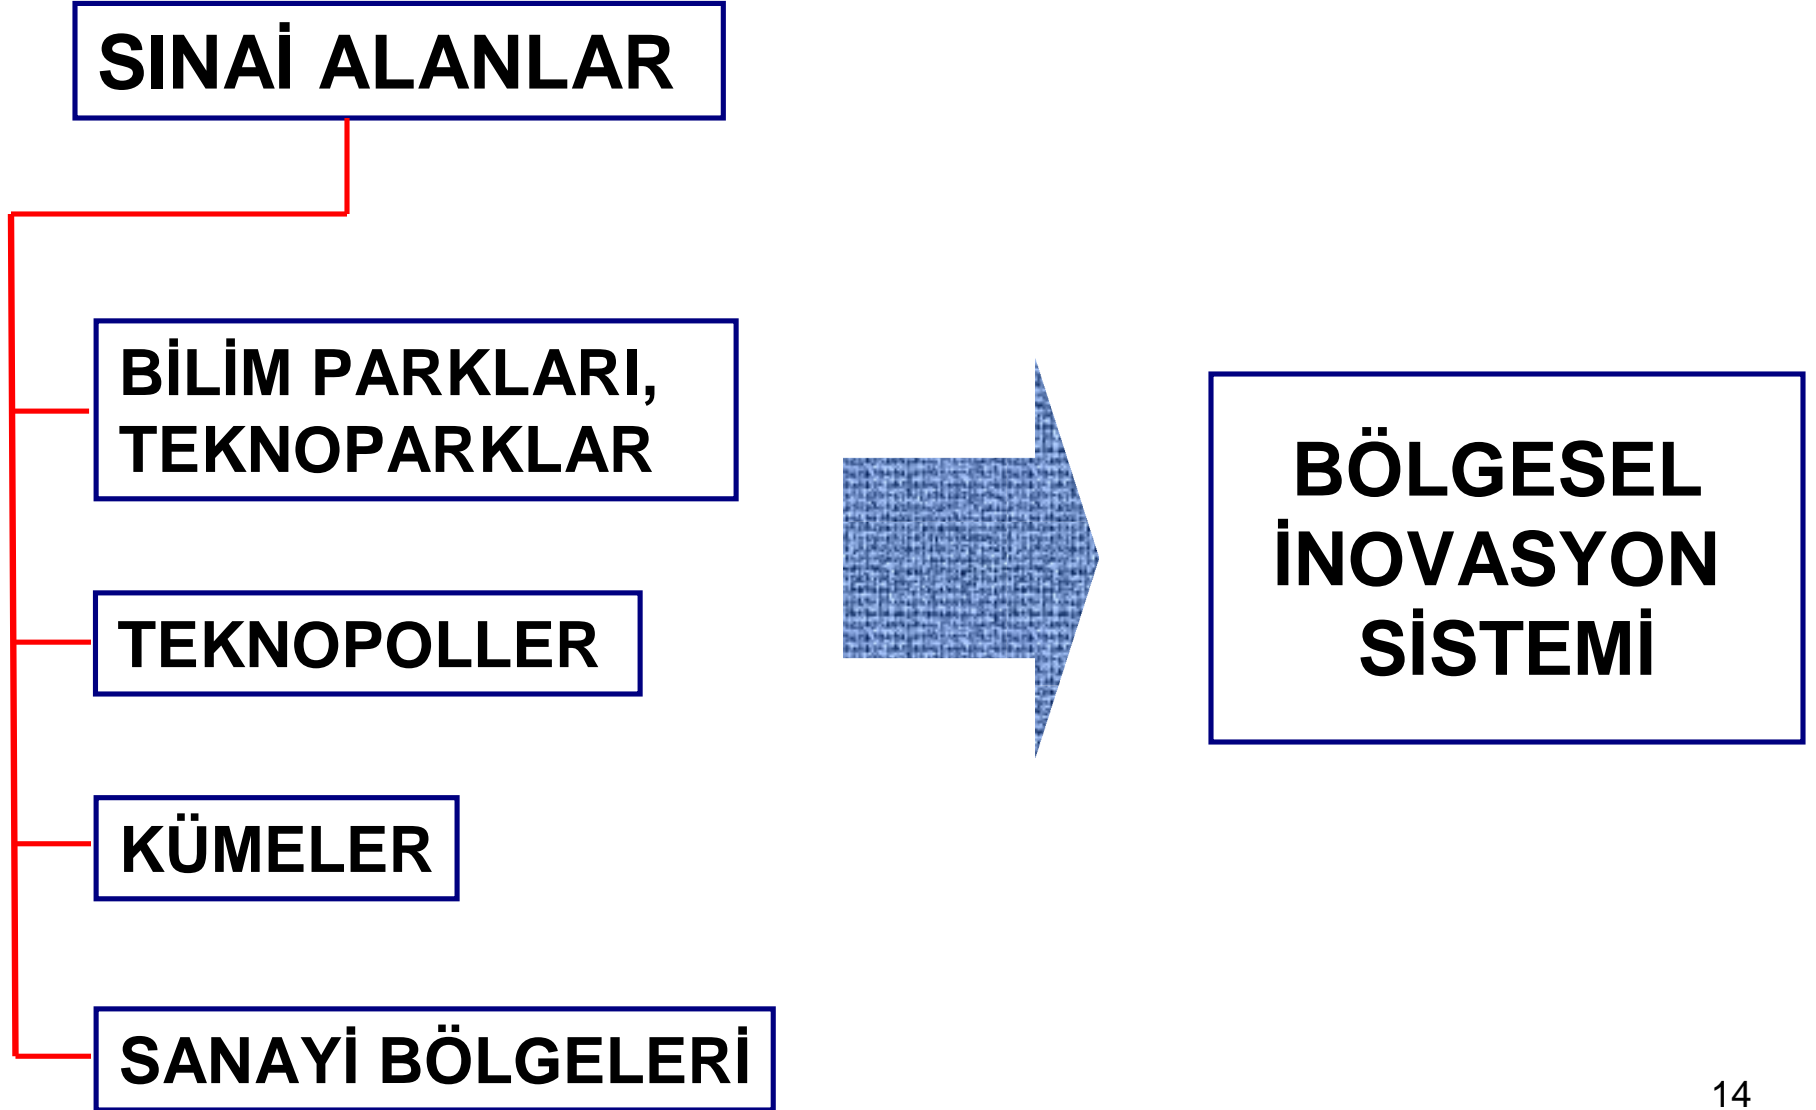 SINAİ ALANLAR
BİLİM PARKLARI,
TEKNOPARKLAR
TEKNOPOLLER
KÜMELER
SANAYİ BÖLGELERİ
BÖLGESEL
İNOVASYON
SİSTEMİ
14